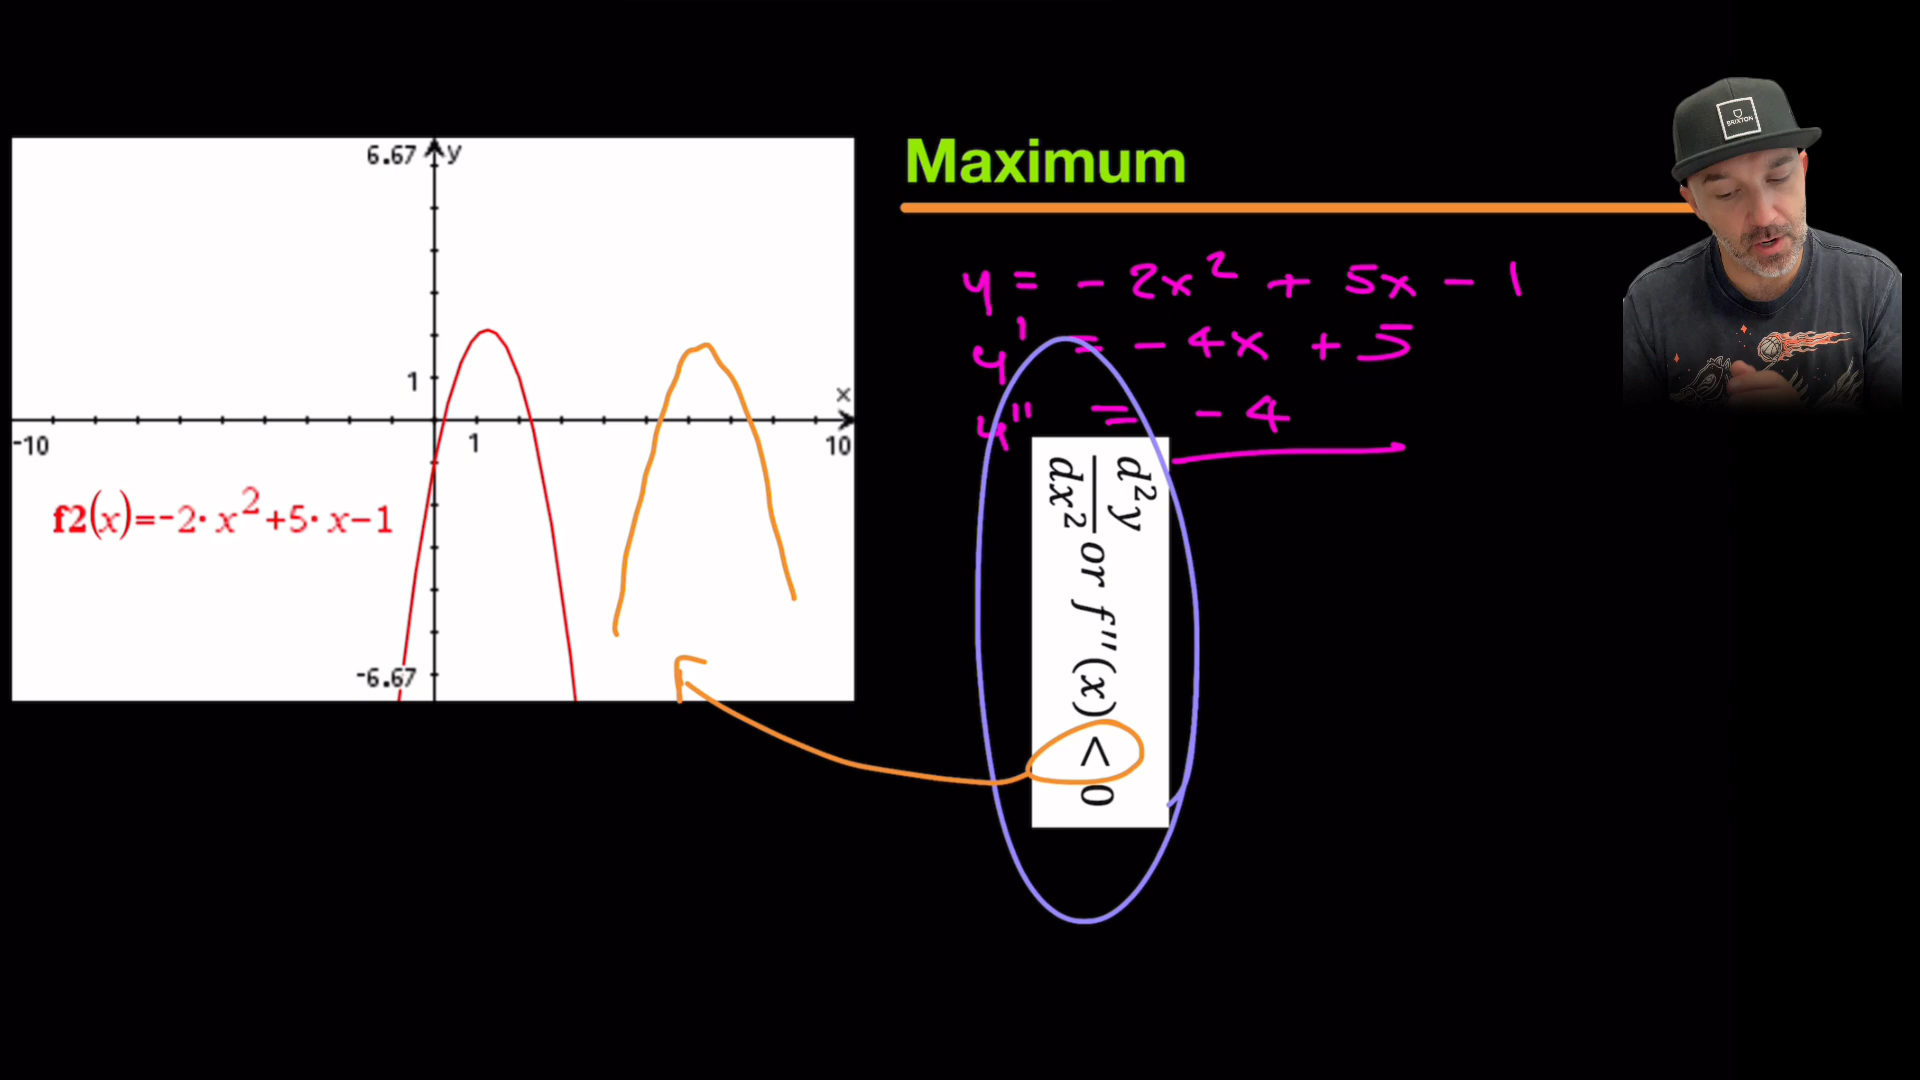 6.67
y
1
x
-10
1
10
f2(x)=-2·x²+5·x-1
-6.67
Maximum
y = -2x² + 5x - 1
y' = -4x + 5
y'' = -4
d²y/dx² or f''(x) < 0
BRIXTON